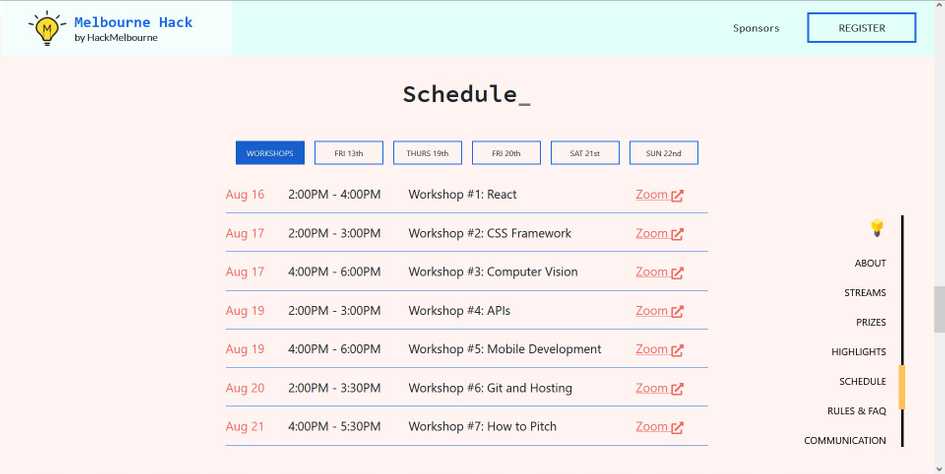 M
Melbourne Hack
by HackMelbourne
Sponsors
REGISTER
Schedule_
WORKSHOPS FRI 13th THURS 19th FRI 20th SAT 21st SUN 22nd
Aug 16 2:00PM - 4:00PM Workshop #1: React Zoom
Aug 17 2:00PM - 3:00PM Workshop #2: CSS Framework Zoom
Aug 17 4:00PM - 6:00PM Workshop #3: Computer Vision Zoom
Aug 19 2:00PM - 3:00PM Workshop #4: APIs Zoom
Aug 19 4:00PM - 6:00PM Workshop #5: Mobile Development Zoom
Aug 20 2:00PM - 3:30PM Workshop #6: Git and Hosting Zoom
Aug 21 4:00PM - 5:30PM Workshop #7: How to Pitch Zoom
ABOUT
STREAMS
PRIZES
HIGHLIGHTS
SCHEDULE
RULES & FAQ
COMMUNICATION